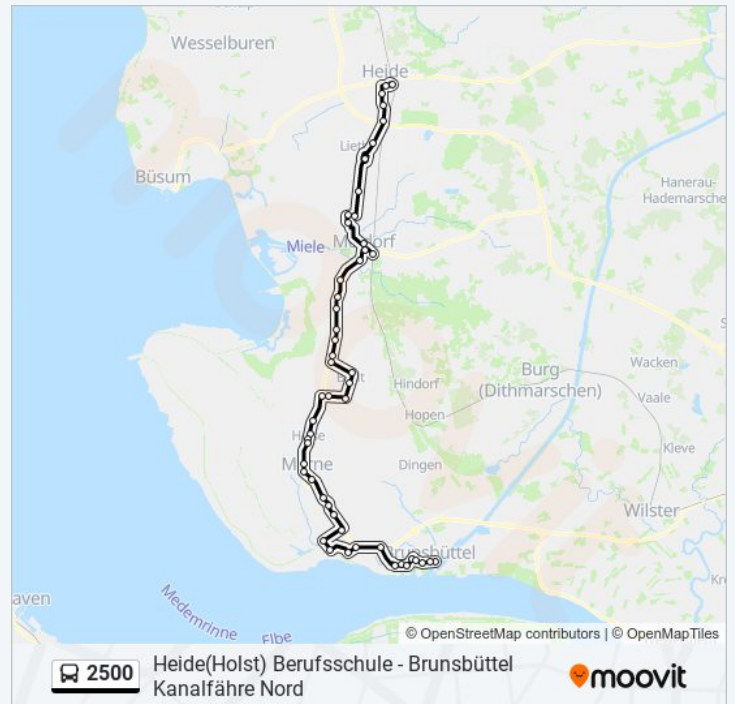 Wesselburen
Heide
Büsum
Hanerau-
Hademarsche
Miele
Burg
(Dithmarschen)
Wacken
Hindorf
Vaale
Hopen
Kleve
Dingen
Wilster
Brunsbüttel
aven
Medemrinne
Elbe
© OpenStreetMap contributors | © OpenMapTiles
2500
Heide(Holst) Berufsschule - Brunsbüttel
Kanalfähre Nord
moovit